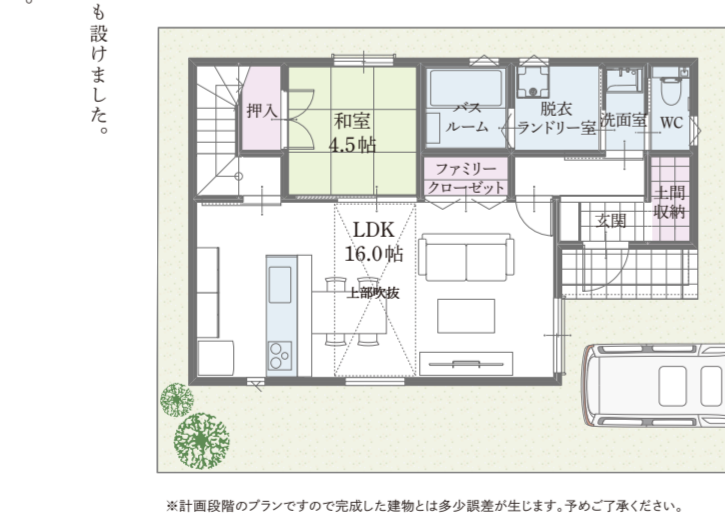 も設けました。
。
押入
和室
4.5帖
バス
ルーム
脱衣
ランドリー室
洗面室
WC
ファミリー
クローゼット
土間
収納
玄関
LDK
16.0帖
上部吹抜
※計画段階のプランですので完成した建物とは多少誤差が生じます。予めご了承ください。